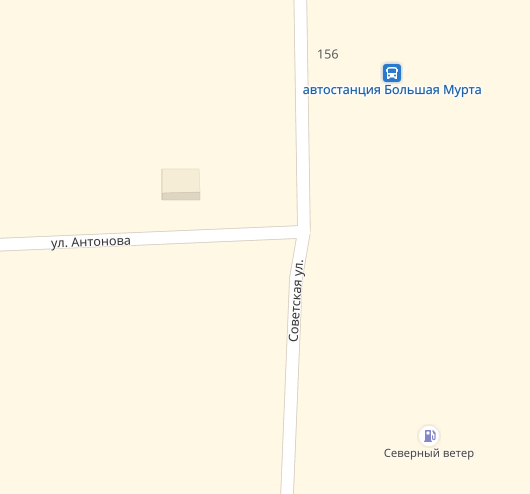 156
автостанция Большая Мурта
ул. Антонова
Советская ул.
Северный ветер